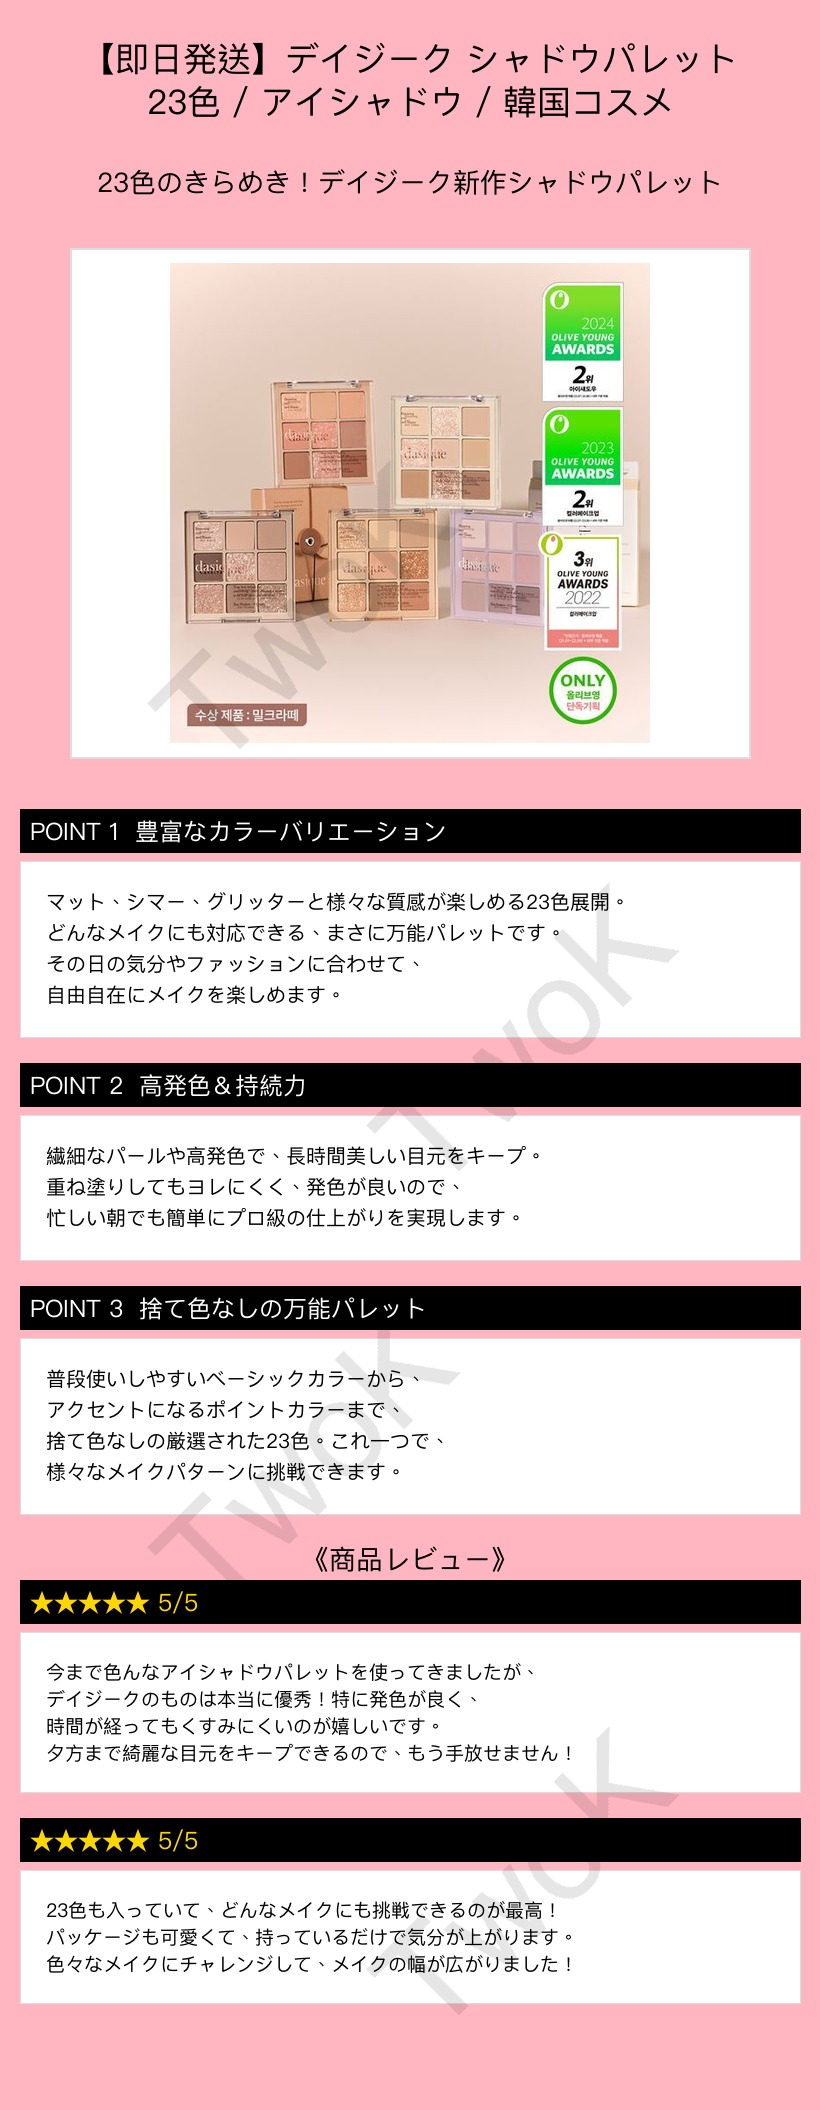 【即日発送】デイジーク シャドウパレット
23色 / アイシャドウ / 韓国コスメ
23色のきらめき！デイジーク新作シャドウパレット
2024
OLIVE YOUNG
AWARDS
2위
아이섀도우
2023
OLIVE YOUNG
AWARDS
2위
컬러메이크업
3위
OLIVE YOUNG
AWARDS
2022
컬러메이크업
ONLY
올리브영
단독기획
dasique
dasique
dasique
dasique
수상 제품 : 밀크라떼
TwoK
POINT 1 豊富なカラーバリエーション
マット、シマー、グリッターと様々な質感が楽しめる23色展開。
どんなメイクにも対応できる、まさに万能パレットです。
その日の気分やファッションに合わせて、
自由自在にメイクを楽しめます。
TwoK
POINT 2 高発色＆持続力
繊細なパールや高発色で、長時間美しい目元をキープ。
重ね塗りしてもヨレにくく、発色が良いので、
忙しい朝でも簡単にプロ級の仕上がりを実現します。
POINT 3 捨て色なしの万能パレット
普段使いしやすいベーシックカラーから、
アクセントになるポイントカラーまで、
捨て色なしの厳選された23色。これ一つで、
様々なメイクパターンに挑戦できます。
TwoK
《商品レビュー》
★★★★★ 5/5
今まで色んなアイシャドウパレットを使ってきましたが、
デイジークのものは本当に優秀！特に発色が良く、
時間が経ってもくすみにくいのが嬉しいです。
夕方まで綺麗な目元をキープできるので、もう手放せません！
★★★★★ 5/5
23色も入っていて、どんなメイクにも挑戦できるのが最高！
パッケージも可愛くて、持っているだけで気分が上がります。
色々なメイクにチャレンジして、メイクの幅が広がりました！
TwoK